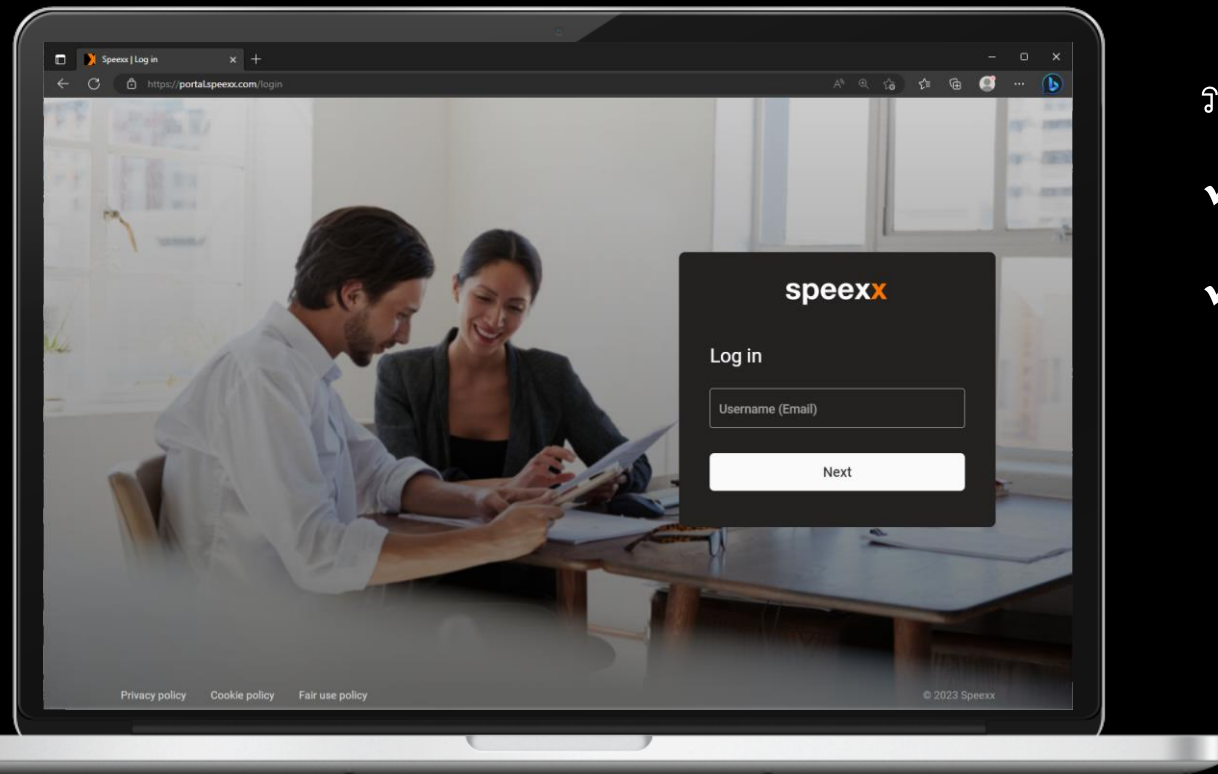 Speexx | Log in
https://portal.speexx.com/login
speexx
Log in
Username (Email)
Next
Privacy policy Cookie policy Fair use policy
© 2023 Speexx